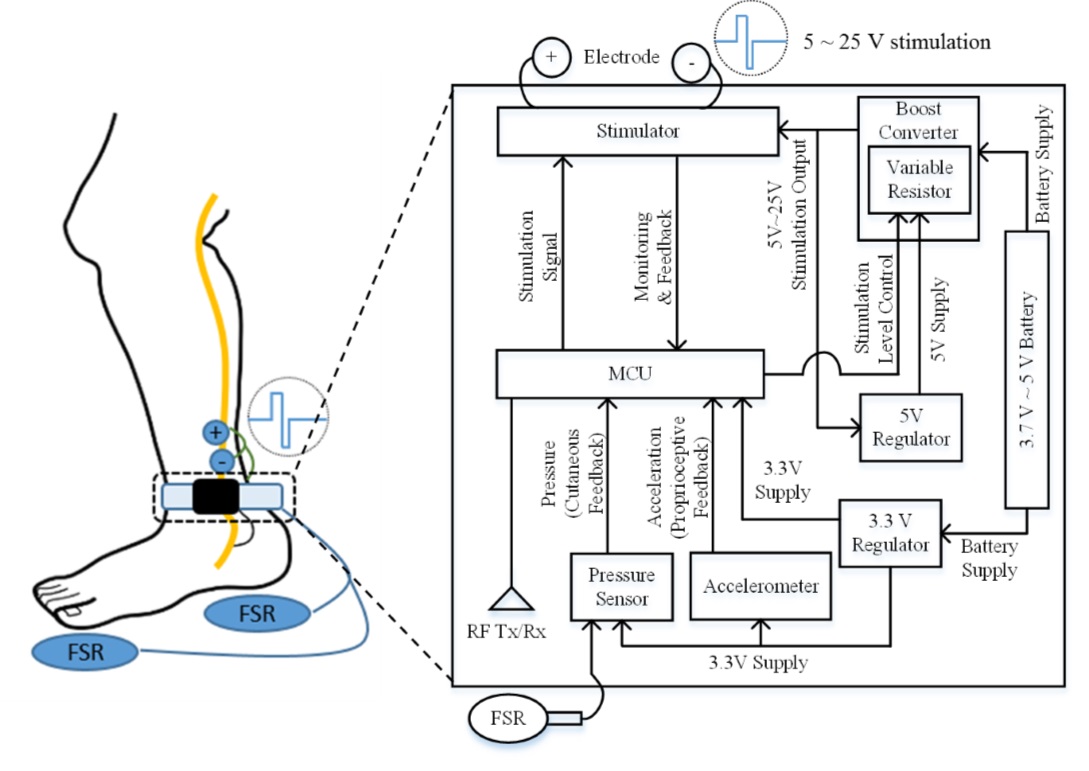 5 ~ 25 V stimulation
+
Electrode
-
Stimulator
Boost
Converter
Variable
Resistor
Battery Supply
5V~25V
Stimulation Output
Stimulation
Signal
Monitoring
& Feedback
Stimulation
Level Control
5V Supply
3.7 V ~ 5 V Battery
MCU
5V
Regulator
Pressure
(Cutaneous
Feedback)
Acceleration
(Proprioceptive
Feedback)
3.3V
Supply
3.3 V
Regulator
Battery
Supply
Pressure
Sensor
Accelerometer
RF Tx/Rx
3.3V Supply
FSR
+
-
FSR
FSR